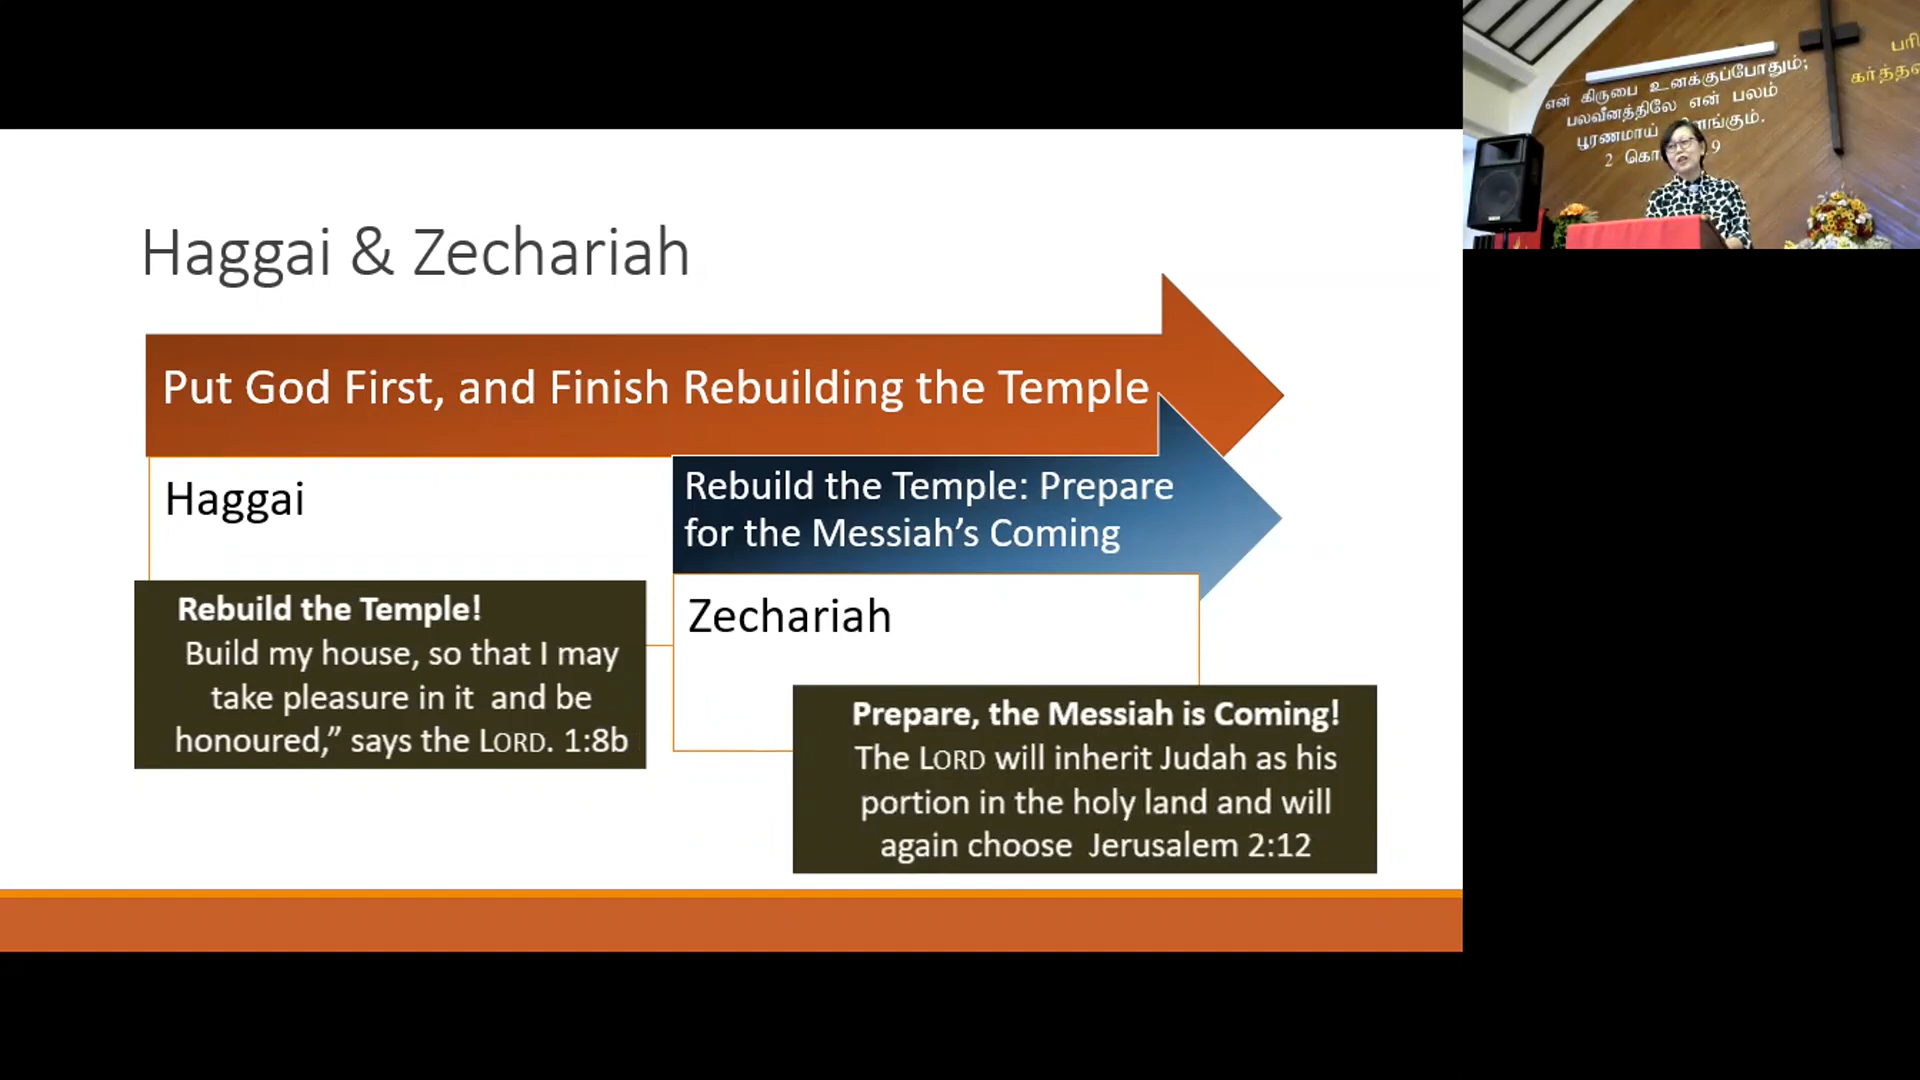 Haggai & Zechariah
Put God First, and Finish Rebuilding the Temple
Haggai
Rebuild the Temple: Prepare
for the Messiah’s Coming
Rebuild the Temple!
Build my house, so that I may
take pleasure in it and be
honoured,” says the LORD. 1:8b
Zechariah
Prepare, the Messiah is Coming!
The LORD will inherit Judah as his
portion in the holy land and will
again choose Jerusalem 2:12
என் கிருபை உனக்குப்போதும்;
பலவீனத்திலே என் பலம்
பூரணமாய்
2 9